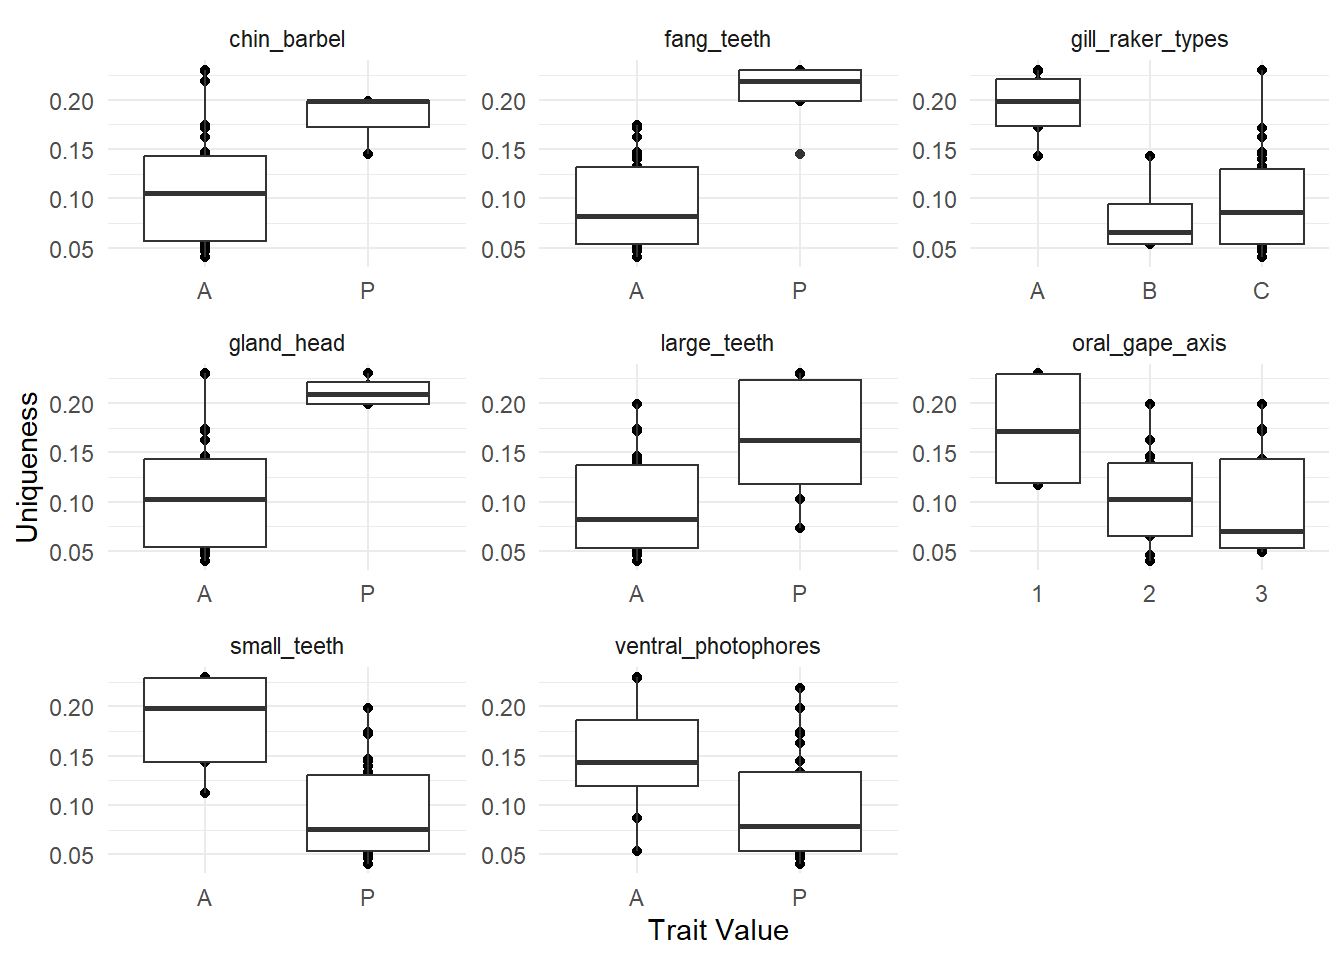 chin_barbel fang_teeth gill_raker_types
0.20 0.20 0.20
0.15 0.15 0.15
0.10 0.10 0.10
0.05 0.05 0.05
A P A P A B C
gland_head large_teeth oral_gape_axis
0.20 0.20 0.20
0.15 0.15 0.15
0.10 0.10 0.10
0.05 0.05 0.05
A P A P 1 2 3
Uniqueness
small_teeth ventral_photophores
0.20 0.20
0.15 0.15
0.10 0.10
0.05 0.05
A P A P
Trait Value